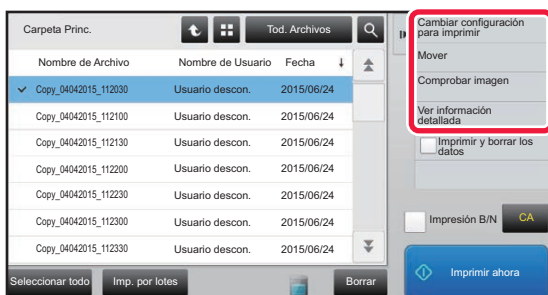 Carpeta Princ.
Tod. Archivos
Nombre de Archivo Nombre de Usuario Fecha
Copy_04042015_112030 Usuario descon. 2015/06/24
Copy_04042015_112100 Usuario descon. 2015/06/24
Copy_04042015_112130 Usuario descon. 2015/06/24
Copy_04042015_112200 Usuario descon. 2015/06/24
Copy_04042015_112230 Usuario descon. 2015/06/24
Copy_04042015_112300 Usuario descon. 2015/06/24
Copy_04042015_112330 Usuario descon. 2015/06/24
Seleccionar todo Imp. por lotes Borrar
Cambiar configuración
para imprimir
Mover
Comprobar imagen
Ver información
detallada
Imprimir y borrar los
datos
Impresión B/N CA
Imprimir ahora